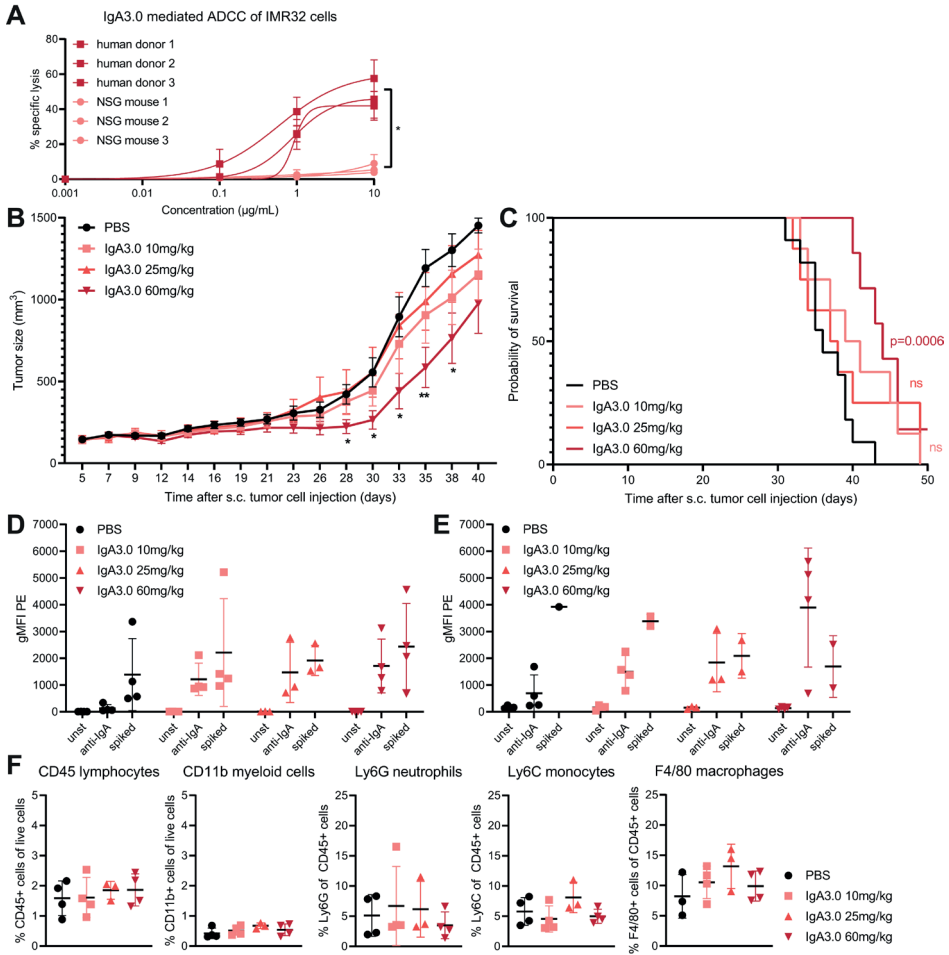 A
IgA3.0 mediated ADCC of IMR32 cells
human donor 1
human donor 2
human donor 3
NSG mouse 1
NSG mouse 2
NSG mouse 3
% specific lysis
80
60
40
20
0
0.001 0.01 0.1 1 10
Concentration (µg/mL)
*
B
PBS
IgA3.0 10mg/kg
IgA3.0 25mg/kg
IgA3.0 60mg/kg
Tumor size (mm³)
1500
1000
500
0
* * * ** *
5 7 9 12 14 16 19 21 23 26 28 30 33 35 38 40
Time after s.c. tumor cell injection (days)
C
Probability of survival
100
50
0
PBS
IgA3.0 10mg/kg
IgA3.0 25mg/kg
IgA3.0 60mg/kg
p=0.0006
ns
ns
0 10 20 30 40 50
Time after s.c. tumor cell injection (days)
D
gMFI PE
7000
6000
5000
4000
3000
2000
1000
0
PBS
IgA3.0 10mg/kg
IgA3.0 25mg/kg
IgA3.0 60mg/kg
unst anti-IgA spiked unst anti-IgA spiked unst anti-IgA spiked unst anti-IgA spiked
E
gMFI PE
7000
6000
5000
4000
3000
2000
1000
0
PBS
IgA3.0 10mg/kg
IgA3.0 25mg/kg
IgA3.0 60mg/kg
unst anti-IgA spiked unst anti-IgA spiked unst anti-IgA spiked unst anti-IgA spiked
F
CD45 lymphocytes
% CD45+ cells of live cells
5
4
3
2
1
0
CD11b myeloid cells
% CD11b+ cells of live cells
5
4
3
2
1
0
Ly6G neutrophils
% Ly6G of CD45+ cells
25
20
15
10
5
0
Ly6C monocytes
% Ly6C of CD45+ cells
25
20
15
10
5
0
F4/80 macrophages
% F4/80+ cells of CD45+ cells
25
20
15
10
5
0
PBS
IgA3.0 10mg/kg
IgA3.0 25mg/kg
IgA3.0 60mg/kg